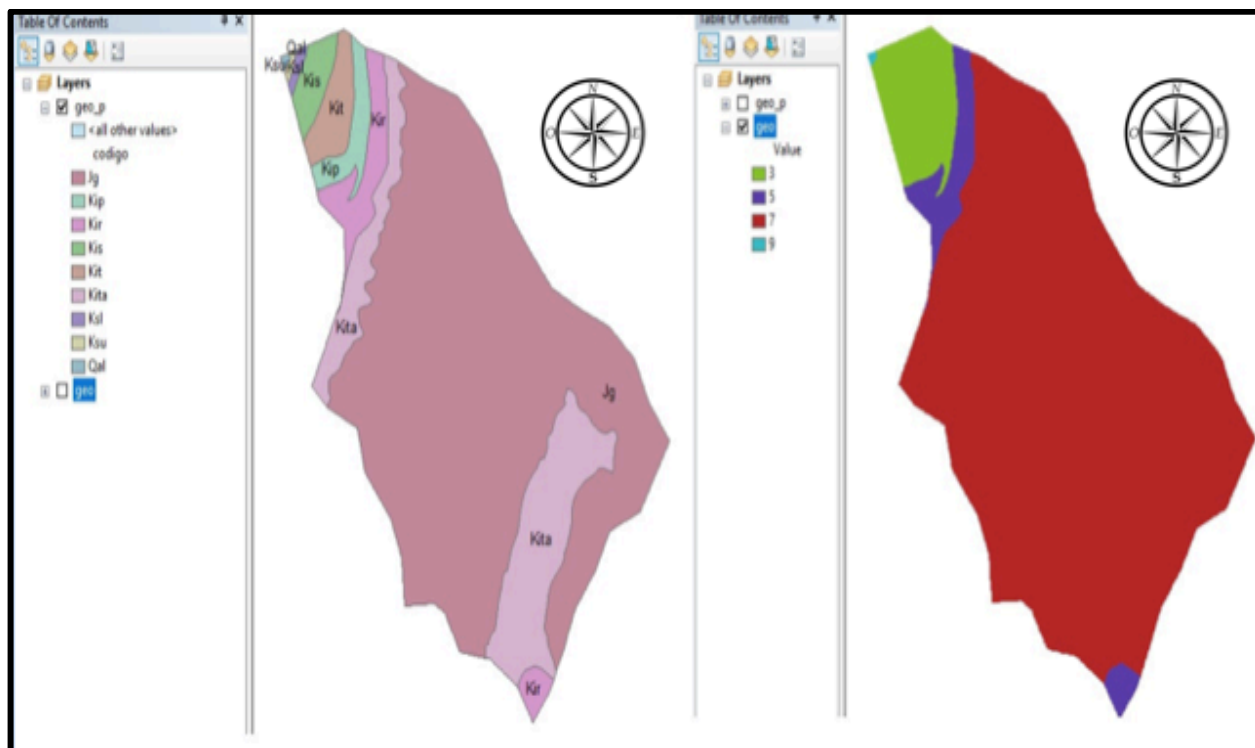 Table Of Contents
Layers
geo_p
<all other values>
codigo
Jg
Kip
Kir
Kis
Kit
Kita
Ksl
Ksu
Qal
geo
Qal
Ksl
Kis
Kit
Kir
Kip
Kita
Jg
Kita
Kir
N
O
E
S
Table Of Contents
Layers
geo_p
geo
Value
3
5
7
9
N
O
E
S